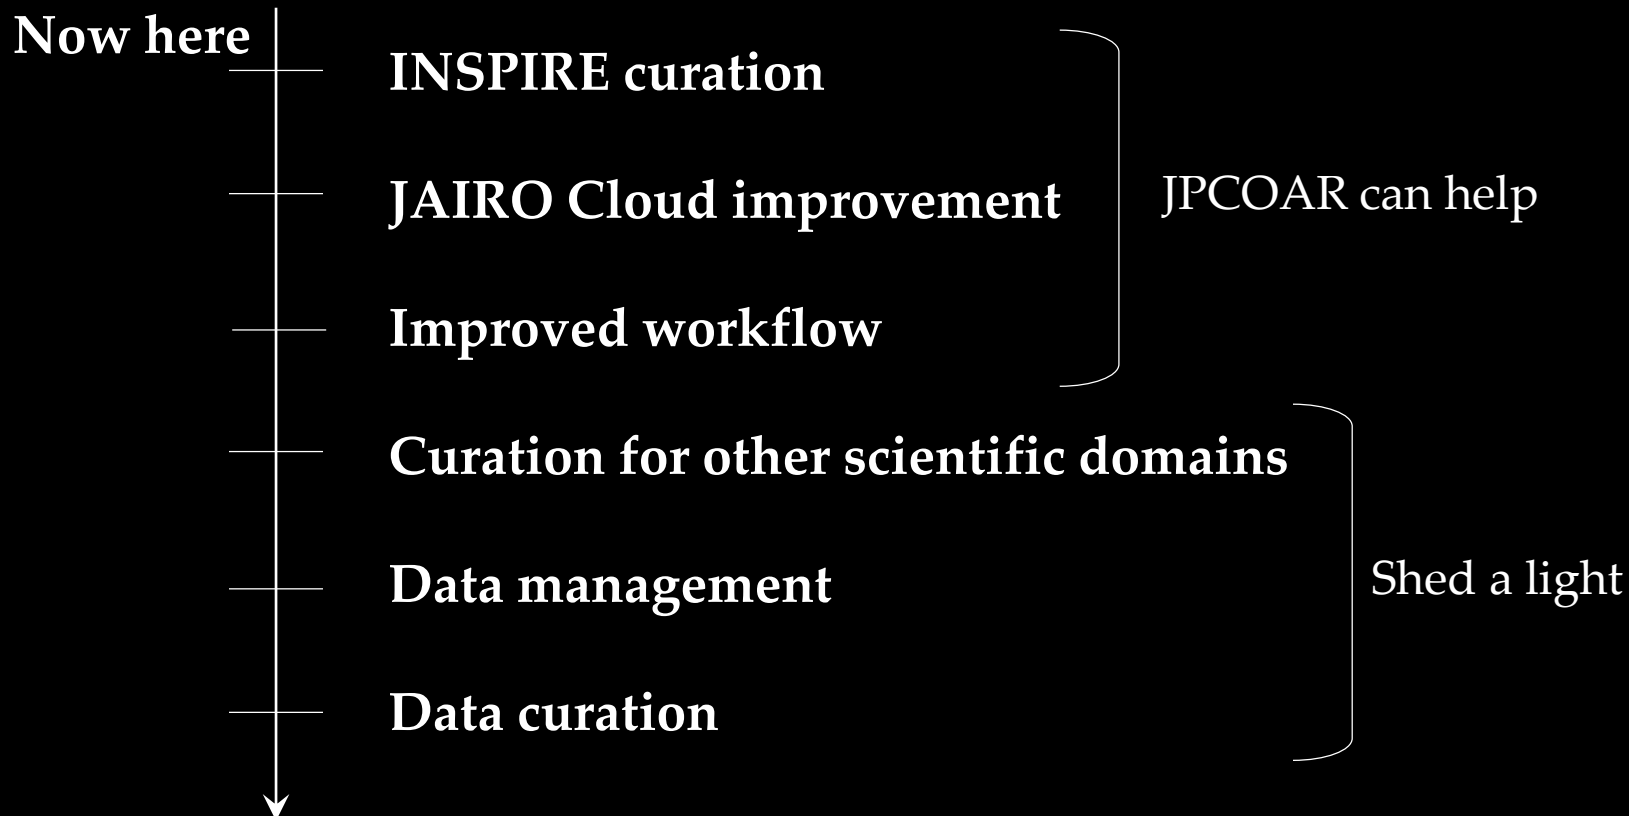 Now here
INSPIRE curation
JAIRO Cloud improvement
JPCOAR can help
Improved workflow
Curation for other scientific domains
Data management
Shed a light
Data curation